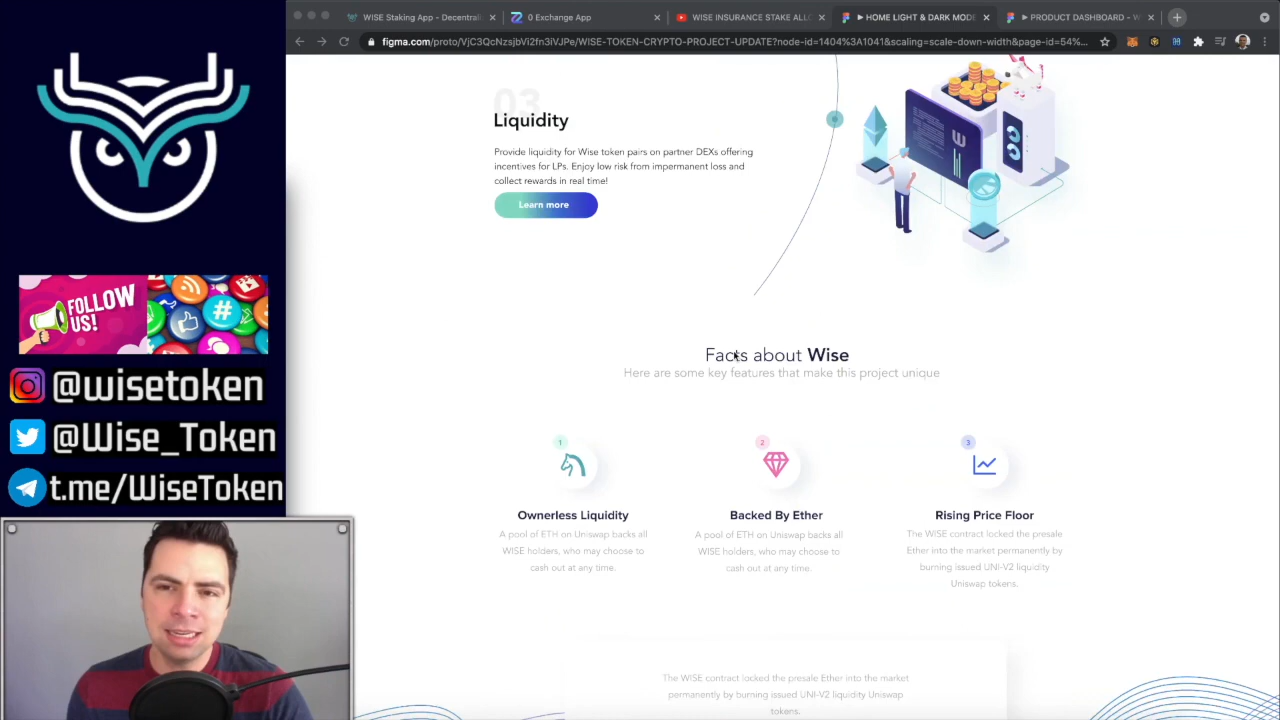 WISE Staking App - Decentrali
0 Exchange App
WISE INSURANCE STAKE ALLO
HOME LIGHT & DARK MODE
PRODUCT DASHBOARD - W
figma.com/proto/VjC3QcNzsjbVi2fn3iVJPe/WISE-TOKEN-CRYPTO-PROJECT-UPDATE?node-id=1404%3A1041&scaling=scale-down-width&page-id=54%...
03
Liquidity
Provide liquidity for Wise token pairs on partner DEXs offering
incentives for LPs. Enjoy low risk from impermanent loss and
collect rewards in real time!
Learn more
FOLLOW
US!
@wisetoken
@Wise_Token
t.me/WiseToken
Facts about Wise
Here are some key features that make this project unique
1
2
3
Ownerless Liquidity
A pool of ETH on Uniswap backs all
WISE holders, who may choose to
cash out at any time.
Backed By Ether
A pool of ETH on Uniswap backs all
WISE holders, who may choose to
cash out at any time.
Rising Price Floor
The WISE contract locked the presale
Ether into the market permanently by
burning issued UNI-V2 liquidity
Uniswap tokens.
The WISE contract locked the presale Ether into the market
permanently by burning issued UNI-V2 liquidity Uniswap
tokens.